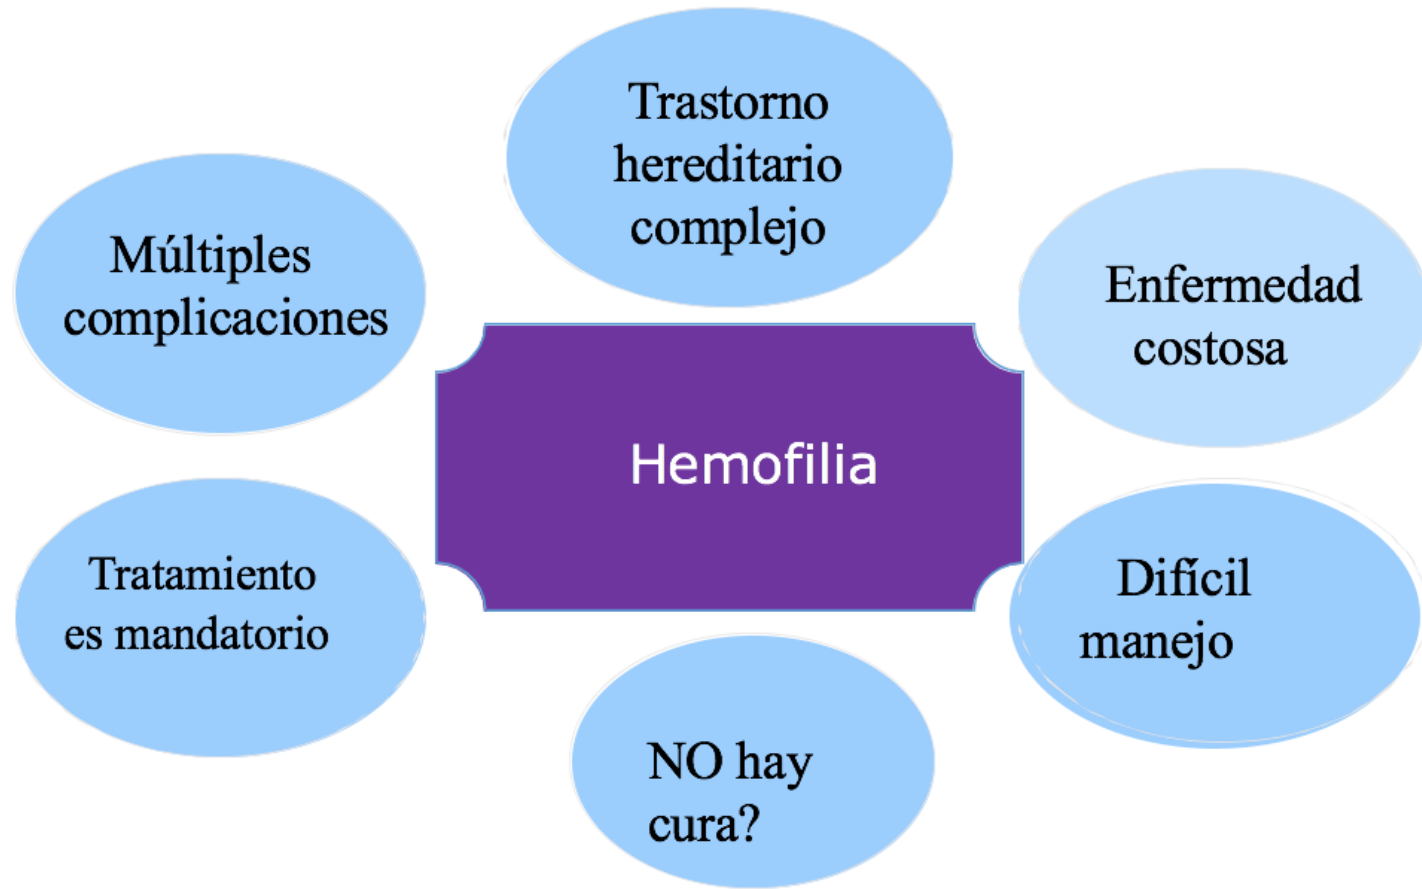 Trastorno
hereditario
complejo
Múltiples
complicaciones
Enfermedad
costosa
Hemofilia
Tratamiento
es mandatorio
Difícil
manejo
NO hay
cura?